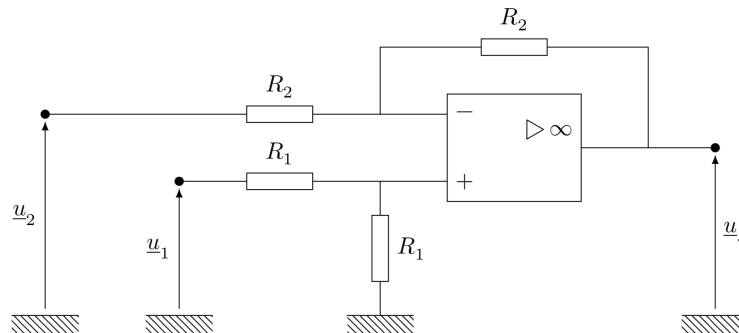 R₂
R₂
−
▷ ∞
R₁
+
u₂
u₁
R₁
u